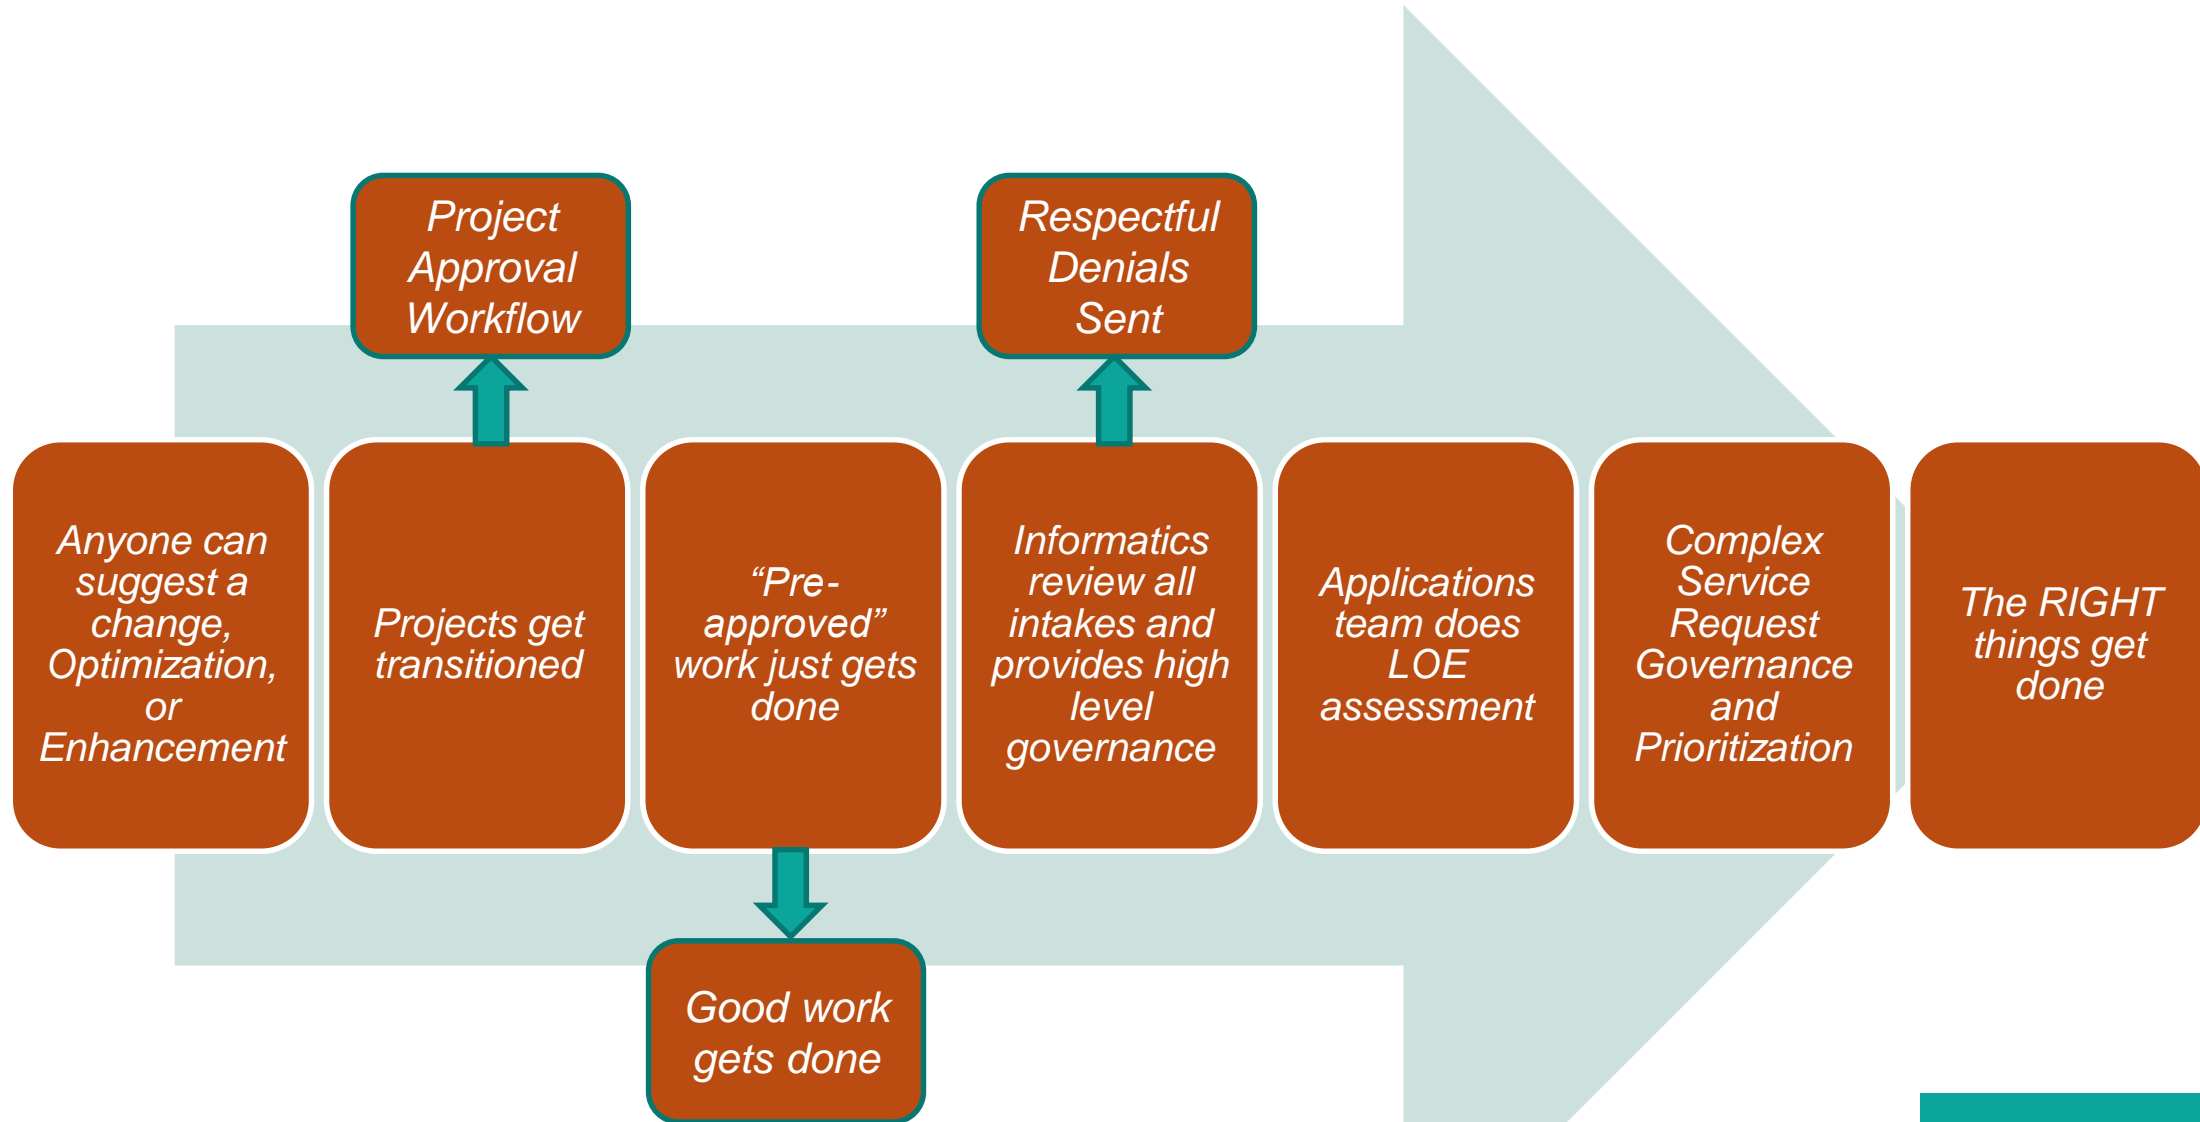 Project
Approval
Workflow
Respectful
Denials
Sent
Anyone can
suggest a
change,
Optimization,
or
Enhancement
Projects get
transitioned
“Pre-
approved”
work just gets
done
Informatics
review all
intakes and
provides high
level
governance
Applications
team does
LOE
assessment
Complex
Service
Request
Governance
and
Prioritization
The RIGHT
things get
done
Good work
gets done